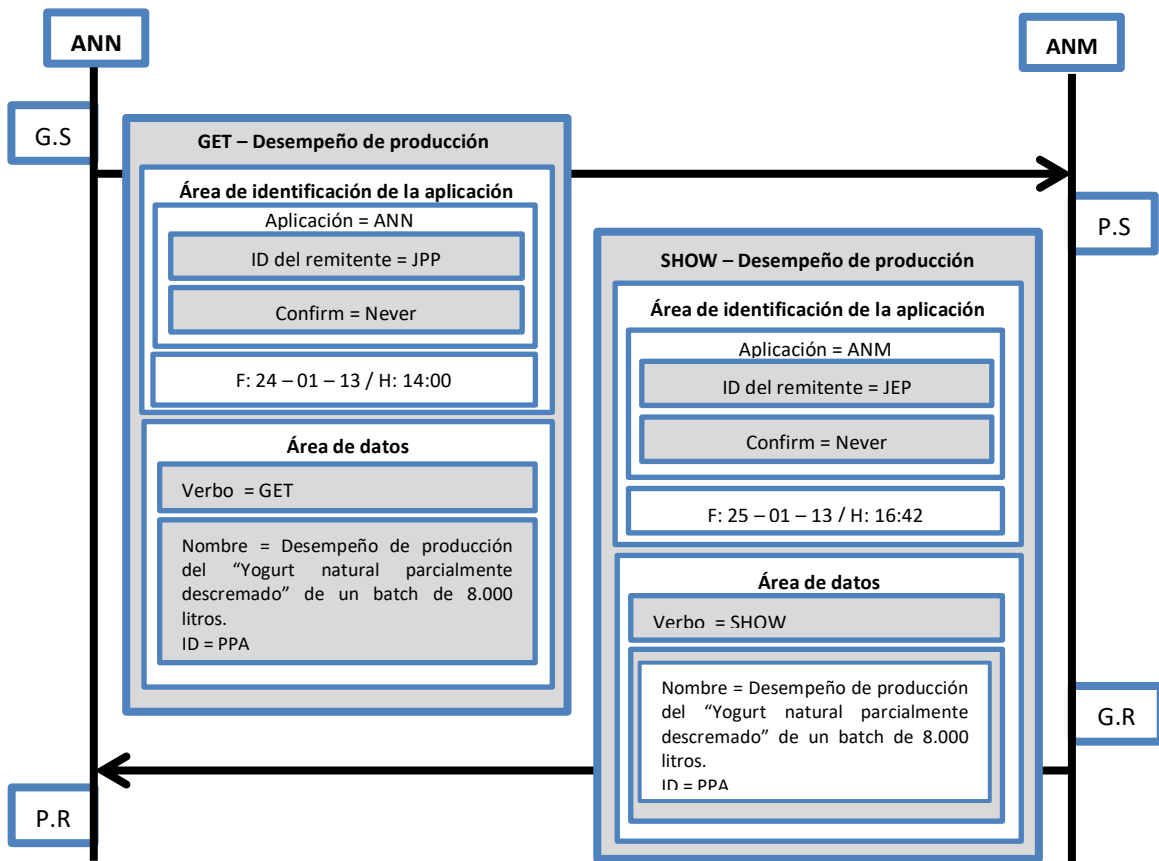 ANN
ANM
G.S
GET – Desempeño de producción
Área de identificación de la aplicación
Aplicación = ANN
ID del remitente = JPP
Confirm = Never
F: 24 – 01 – 13 / H: 14:00
Área de datos
Verbo = GET
Nombre = Desempeño de producción
del “Yogurt natural parcialmente
descremado” de un batch de 8.000
litros.
ID = PPA
P.S
SHOW – Desempeño de producción
Área de identificación de la aplicación
Aplicación = ANM
ID del remitente = JEP
Confirm = Never
F: 25 – 01 – 13 / H: 16:42
Área de datos
Verbo = SHOW
Nombre = Desempeño de producción
del “Yogurt natural parcialmente
descremado” de un batch de 8.000
litros.
ID = PPA
G.R
P.R